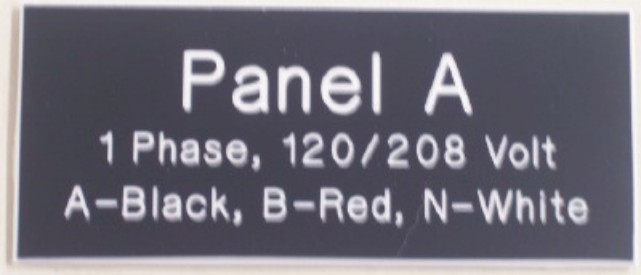 Panel A
1 Phase, 120/208 Volt
A-Black, B-Red, N-White